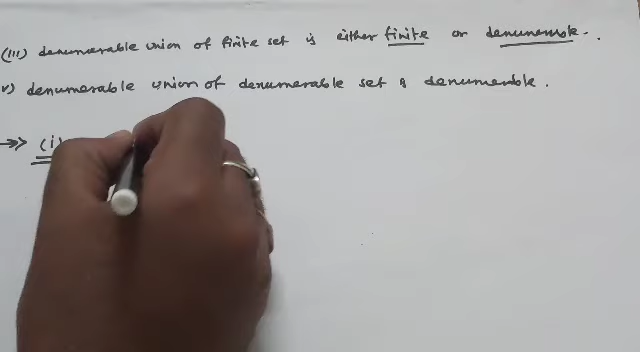 (iii) denumerable union of finite set is either finite or denumerable.
v) denumerable union of denumerable set is denumerable.
→> (i)